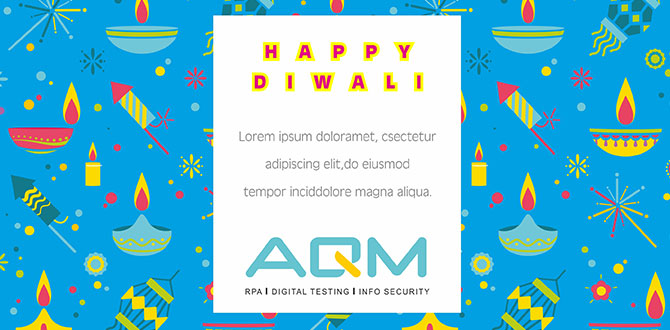 HAPPY
DIWALI
Lorem ipsum doloramet, csectetur
adipiscing elit,do eiusmod
tempor inciddolore magna aliqua.
AQM
RPA | DIGITAL TESTING | INFO SECURITY